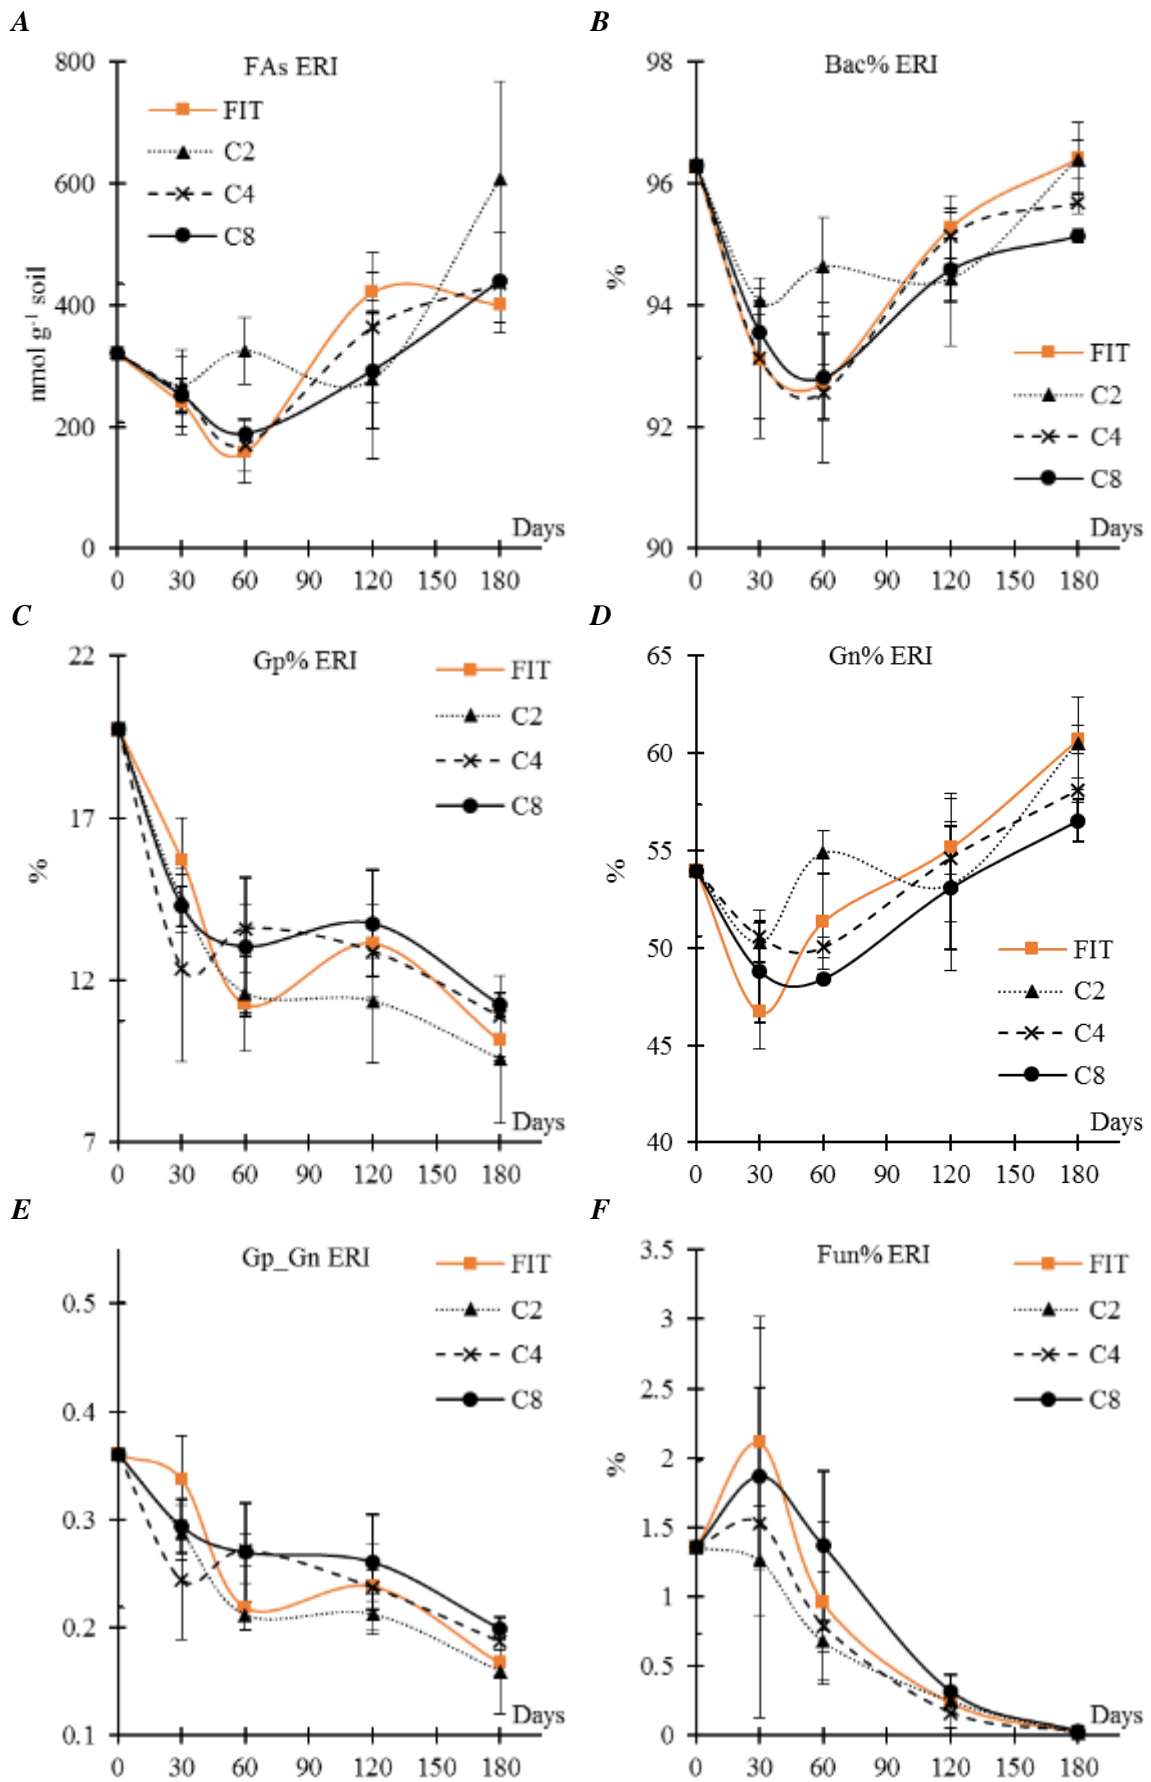 A
FAs ERI
FIT
C2
C4
C8
nmol g⁻¹ soil
800
600
400
200
0
Days
0 30 60 90 120 150 180
B
Bac% ERI
%
98
96
94
92
90
FIT
C2
C4
C8
Days
0 30 60 90 120 150 180
C
Gp% ERI
FIT
C2
C4
C8
%
22
17
12
7
Days
0 30 60 90 120 150 180
D
Gn% ERI
%
65
60
55
50
45
40
FIT
C2
C4
C8
Days
0 30 60 90 120 150 180
E
Gp_Gn ERI
FIT
C2
C4
C8
0.5
0.4
0.3
0.2
0.1
Days
0 30 60 90 120 150 180
F
Fun% ERI
FIT
C2
C4
C8
%
3.5
3
2.5
2
1.5
1
0.5
0
Days
0 30 60 90 120 150 180